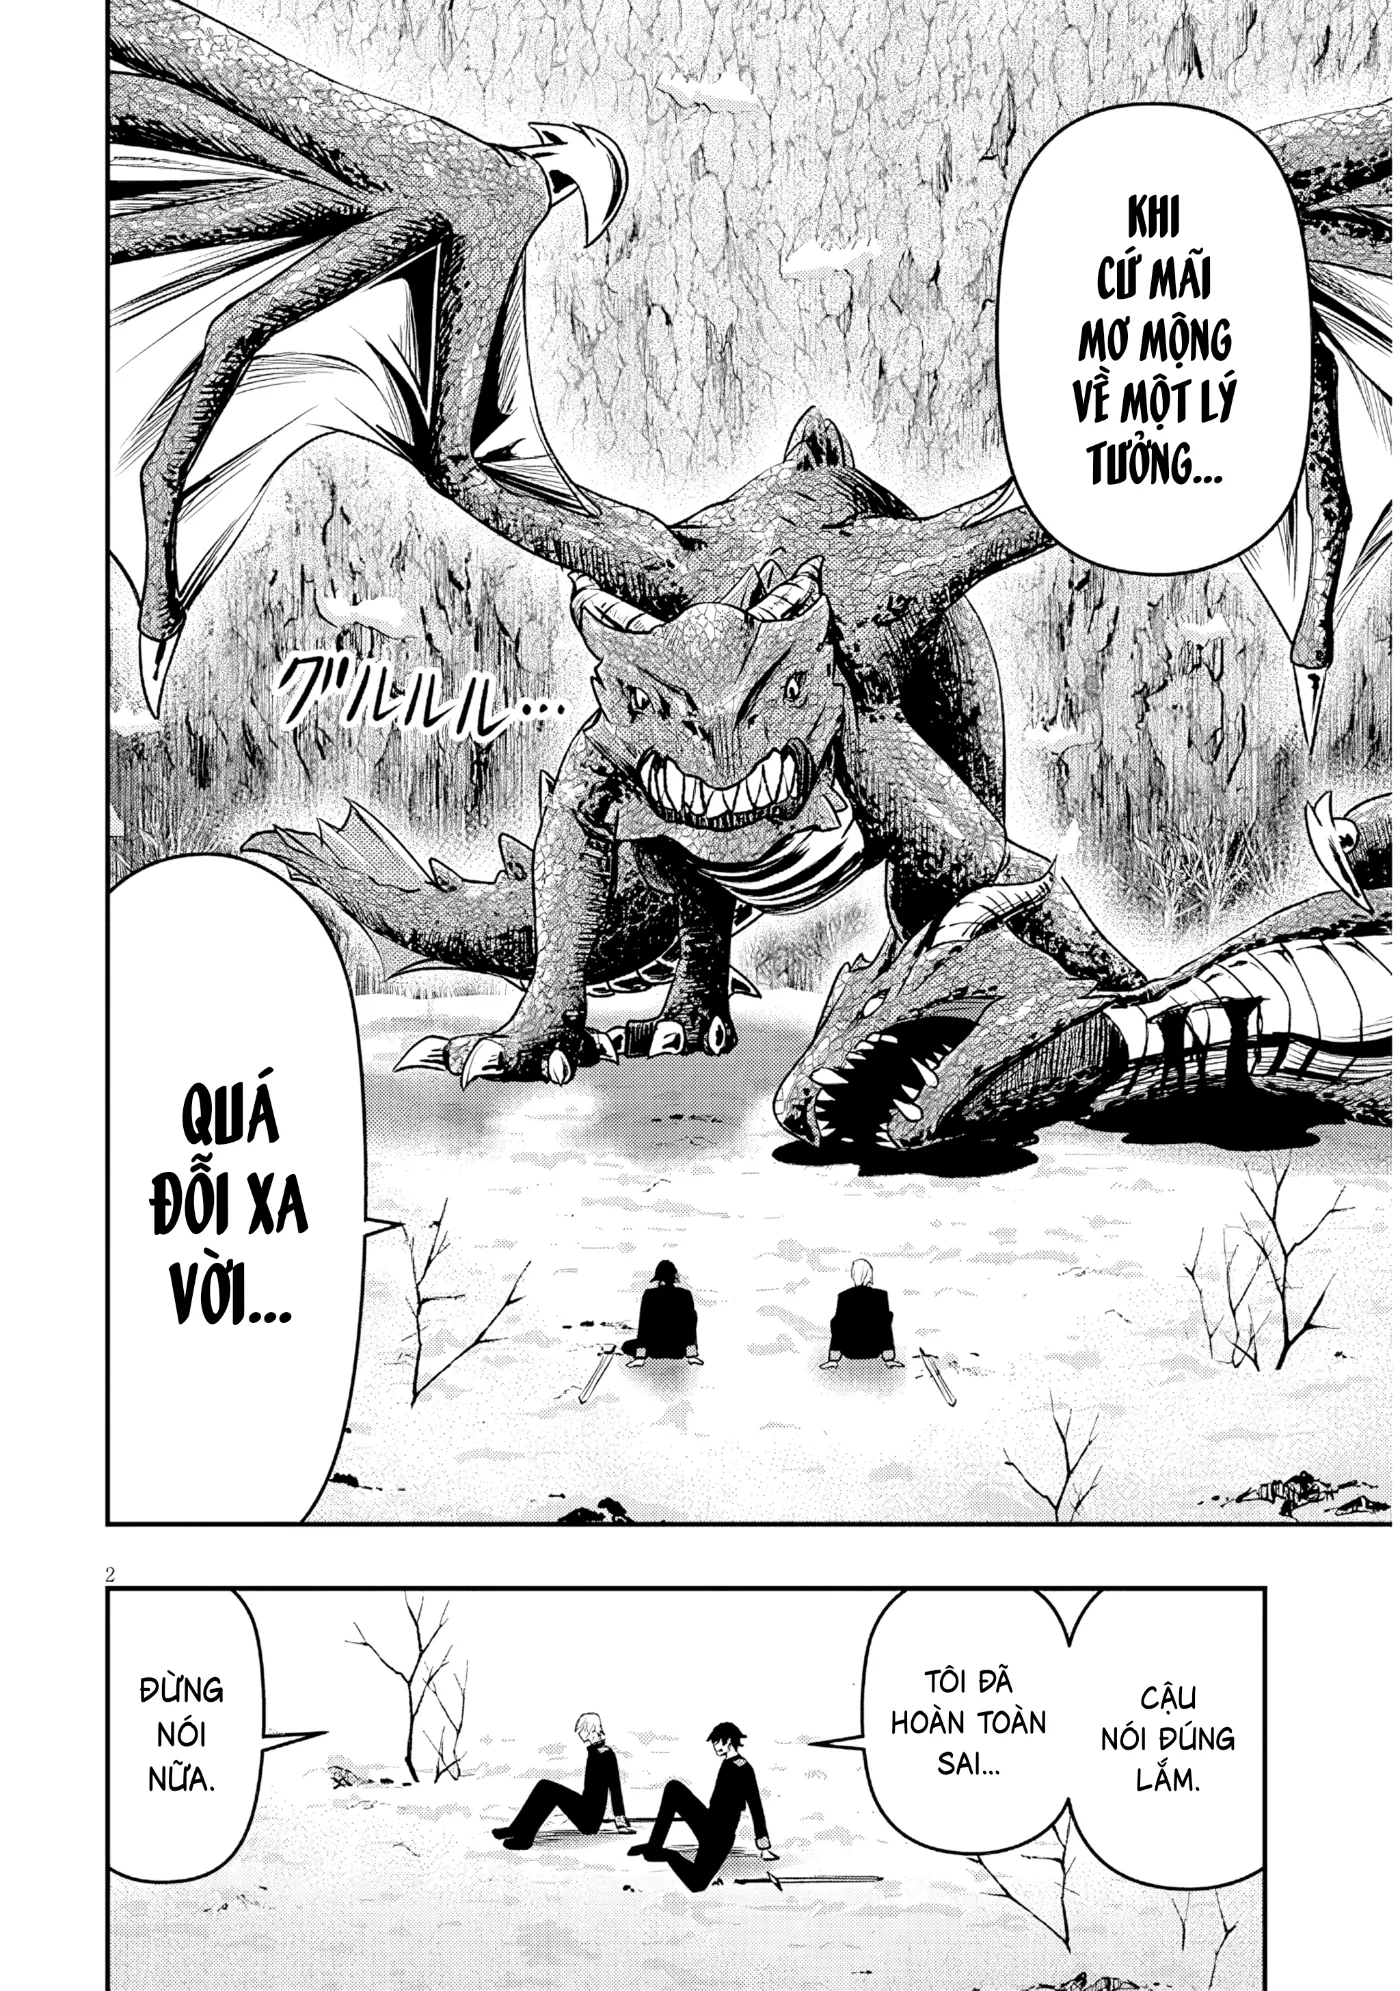 KHI
CỨ MÃI
MƠ MỘNG
VỀ MỘT LÝ
TƯỞNG...
グルルルル...
QUÁ
ĐỖI XA
VỜI...
2
CẬU
NÓI ĐÚNG
LẮM.
TÔI ĐÃ
HOÀN TOÀN
SAI...
ĐỪNG
NÓI
NỮA.